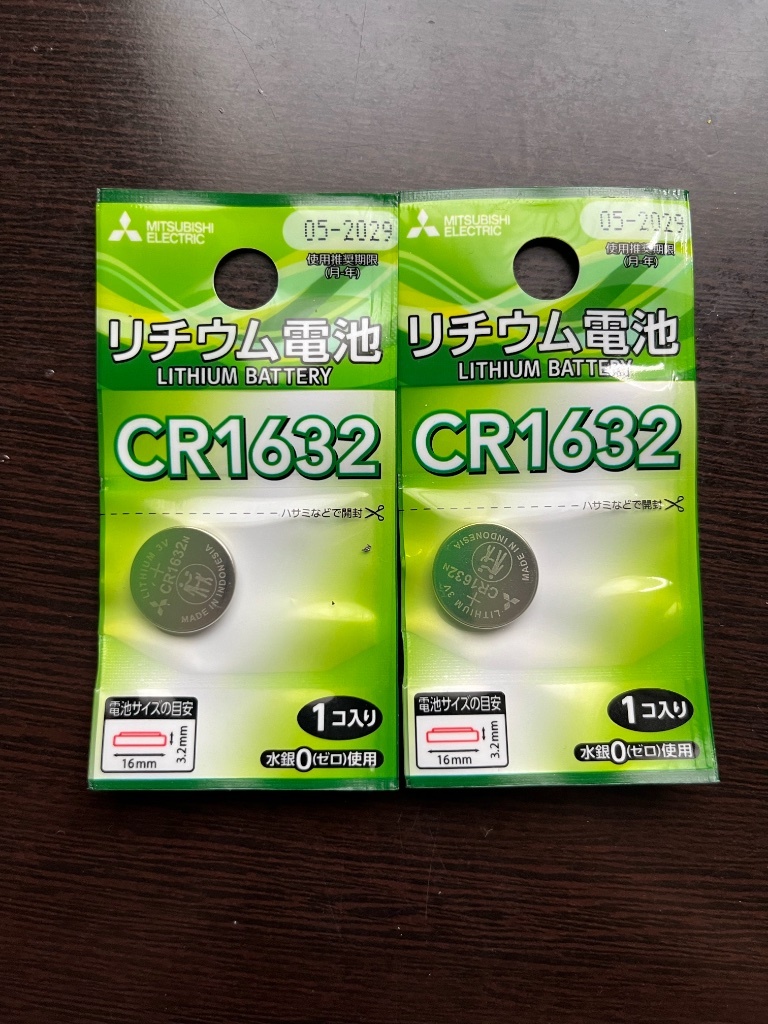 MITSUBISHI
ELECTRIC
05-2029
使用推奨期限
(月-年)
リチウム電池
LITHIUM BATTERY
CR1632
ハサミなどで開封
LITHIUM 3V
CR1632N
+
MADE IN INDONESIA
電池サイズの目安
16mm
3.2mm
1コ入り
水銀0(ゼロ)使用
MITSUBISHI
ELECTRIC
05-2029
使用推奨期限
(月-年)
リチウム電池
LITHIUM BATTERY
CR1632
ハサミなどで開封
MADE IN INDONESIA
CR1632N
+
LITHIUM 3V
電池サイズの目安
16mm
3.2mm
1コ入り
水銀0(ゼロ)使用